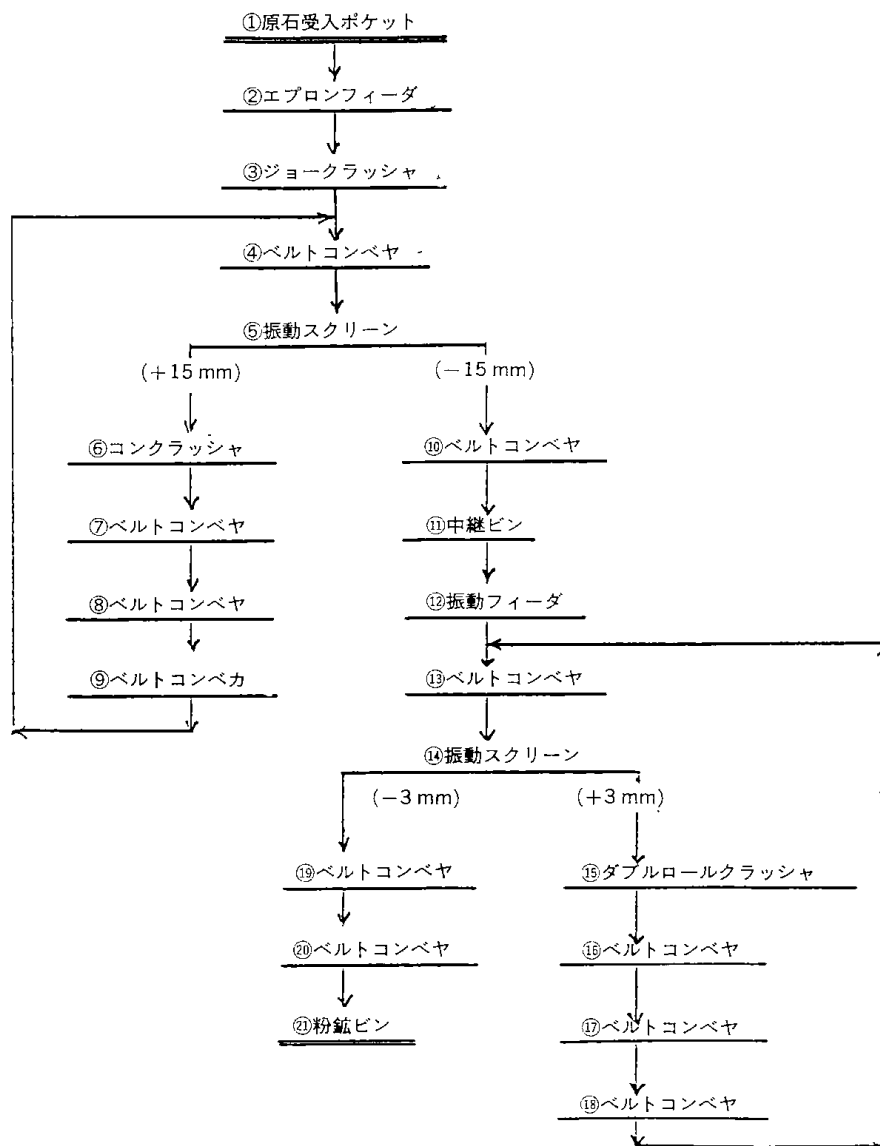 ①原石受入ポケット
②エプロンフィーダ
③ジョークラッシャ
④ベルトコンベヤ
⑤振動スクリーン
(+15 mm)
(−15 mm)
⑥コンクラッシャ
⑩ベルトコンベヤ
⑦ベルトコンベヤ
⑪中継ビン
⑧ベルトコンベヤ
⑫振動フィーダ
⑨ベルトコンベカ
⑬ベルトコンベヤ
⑭振動スクリーン
(−3 mm)
(+3 mm)
⑲ベルトコンベヤ
⑮ダブルロールクラッシャ
⑳ベルトコンベヤ
⑯ベルトコンベヤ
㉑粉鉱ビン
⑰ベルトコンベヤ
⑱ベルトコンベヤ